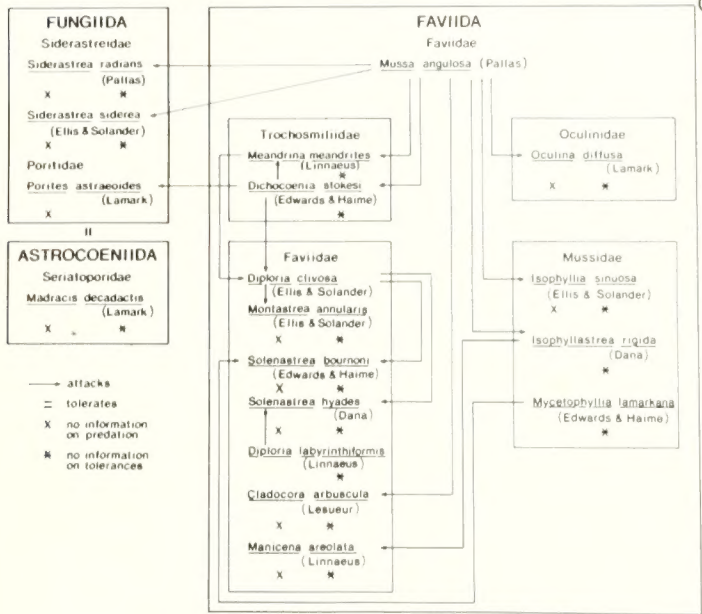 FUNGIIDA
Siderastreidae
Siderastrea radians
(Pallas)
X *
Siderastrea siderea
(Ellis & Solander)
X *
Poritidae
Porites astraeoides
(Lamark)
X
=
ASTROCOENIIDA
Seriatoporidae
Madracis decadactis
(Lamark)
X *
→ attacks
= tolerates
X no information
on predation
* no information
on tolerances
FAVIIDA
Faviidae
Mussa angulosa (Pallas)
Trochosmiliidae
Meandrina meandrites
(Linnaeus)
*
Dichocoenia stokesi
(Edwards & Haime)
*
Faviidae
Diploria clivosa
(Ellis & Solander)
Montastrea annularis
(Ellis & Solander)
X *
Solenastrea bournoni
(Edwards & Haime)
X *
Solenastrea hyades
(Dana)
X *
Diploria labyrinthiformis
(Linnaeus)
*
Cladocora arbuscula
(Lesueur)
X *
Manicena areolata
(Linnaeus)
X *
Oculinidae
Oculina diffusa
(Lamark)
X *
Mussidae
Isophyllia sinuosa
(Ellis & Solander)
X *
Isophyllastrea rigida
(Dana)
*
Mycetophyllia lamarkana
(Edwards & Haime)
*